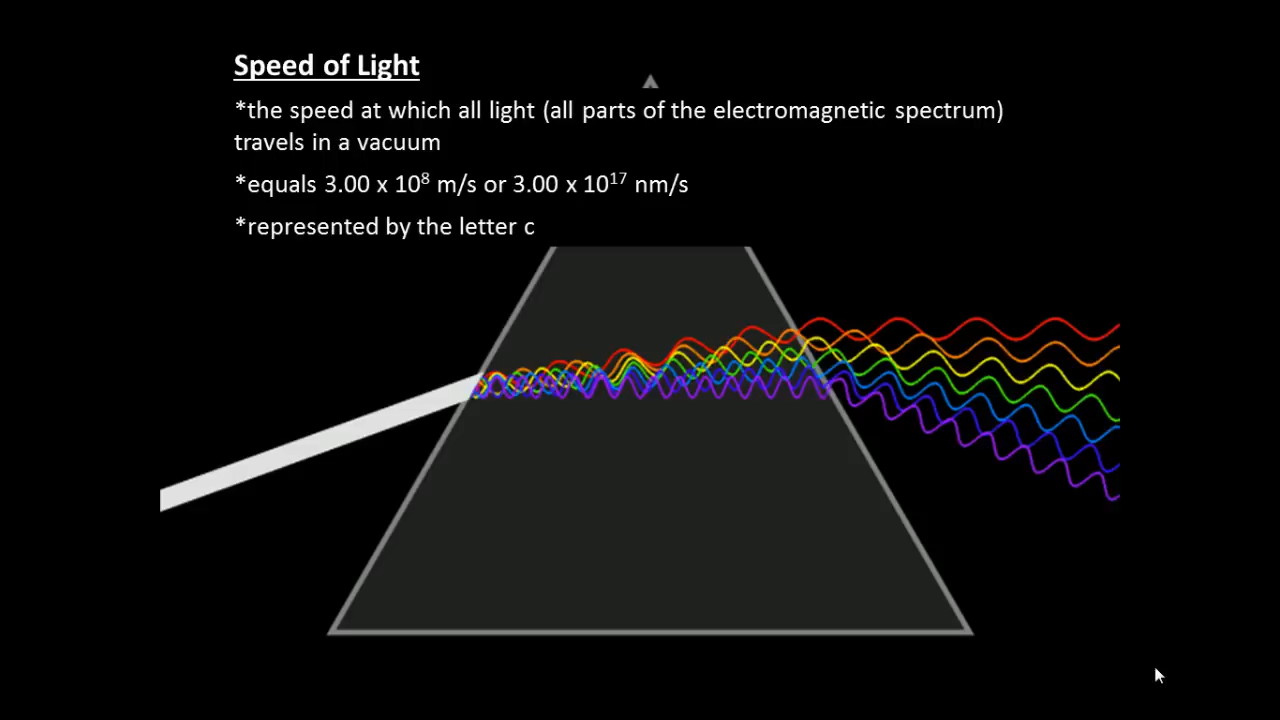 Speed of Light
*the speed at which all light (all parts of the electromagnetic spectrum)
travels in a vacuum
*equals 3.00 x 10⁸ m/s or 3.00 x 10¹⁷ nm/s
*represented by the letter c